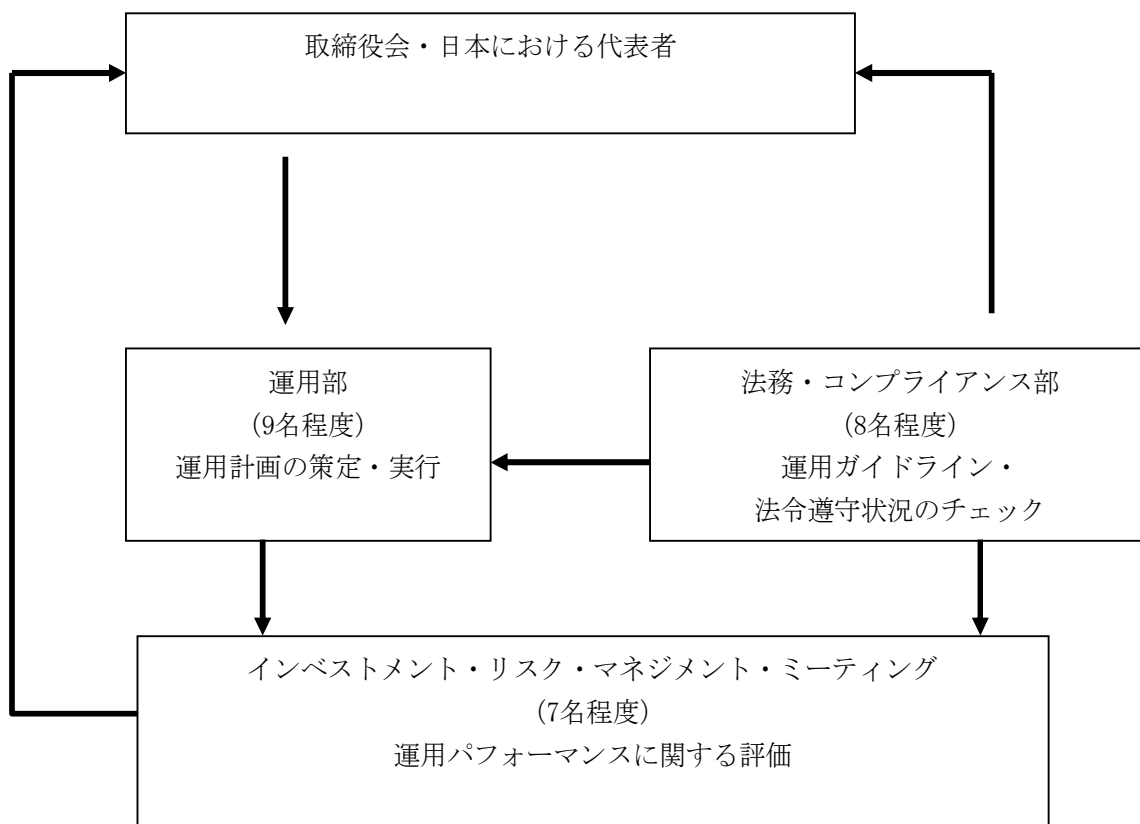 取締役会・日本における代表者
運用部
(9名程度)
運用計画の策定・実行
法務・コンプライアンス部
(8名程度)
運用ガイドライン・
法令遵守状況のチェック
インベストメント・リスク・マネジメント・ミーティング
(7名程度)
運用パフォーマンスに関する評価